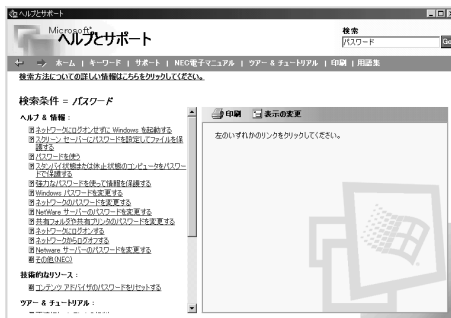 ヘルプとサポート
Microsoft
ヘルプとサポート
検索
パスワード
Go
ホーム | キーワード | サポート | NEC電子マニュアル | ツアー & チュートリアル | 印刷 | 用語集
検索方法についての詳しい情報はこちらをクリックしてください。
検索条件 = パスワード
ヘルプ & 情報 :
ネットワークにログオンせずに Windows を起動する
スクリーン セーバーにパスワードを設定してファイルを保
護する
パスワードを使う
スタンバイ状態または休止状態のコンピュータをパスワー
ドで保護する
強力なパスワードを使って情報を保護する
Windows パスワードを変更する
ネットワークのパスワードを変更する
NetWare サーバーのパスワードを変更する
共有フォルダや共有プリンタのパスワードを変更する
ネットワークにログオンする
ネットワークからログオフする
Netware サーバーのパスワードを変更する
その他(NEC)
技術的なリソース :
コンテンツ アドバイザのパスワードをリセットする
ツアー & チュートリアル :
印刷 表示の変更
左のいずれかのリンクをクリックしてください。